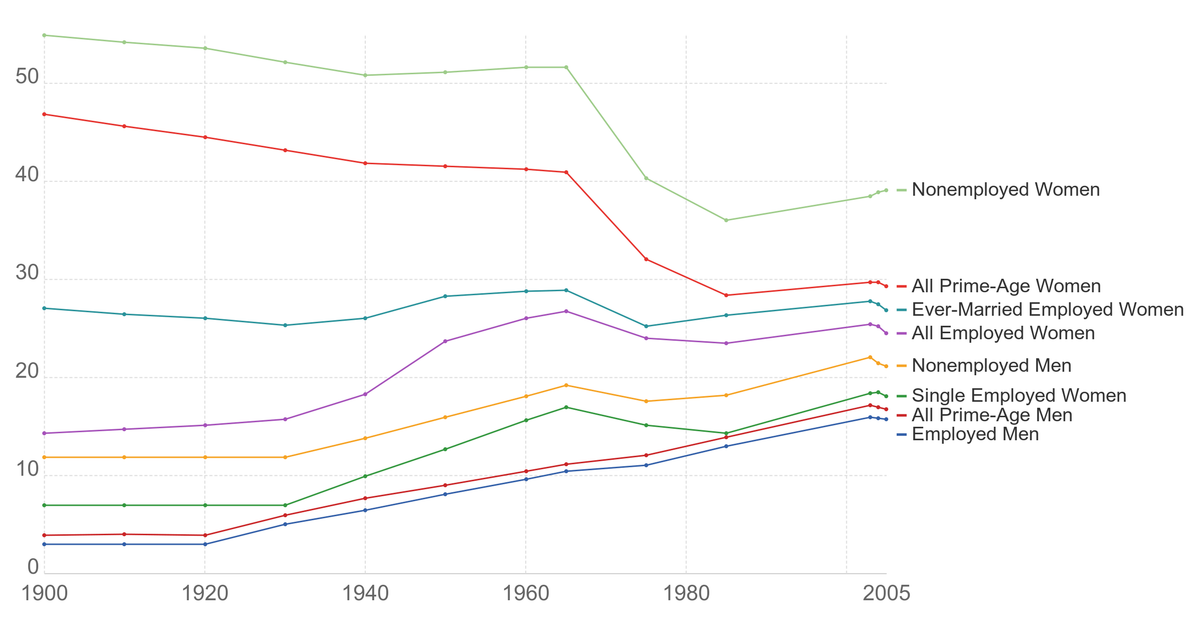 50
40
30
20
10
0
1900 1920 1940 1960 1980 2005
Nonemployed Women
All Prime-Age Women
Ever-Married Employed Women
All Employed Women
Nonemployed Men
Single Employed Women
All Prime-Age Men
Employed Men